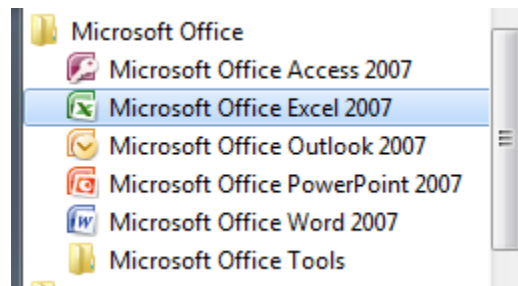 Microsoft Office
Microsoft Office Access 2007
Microsoft Office Excel 2007
Microsoft Office Outlook 2007
Microsoft Office PowerPoint 2007
Microsoft Office Word 2007
Microsoft Office Tools